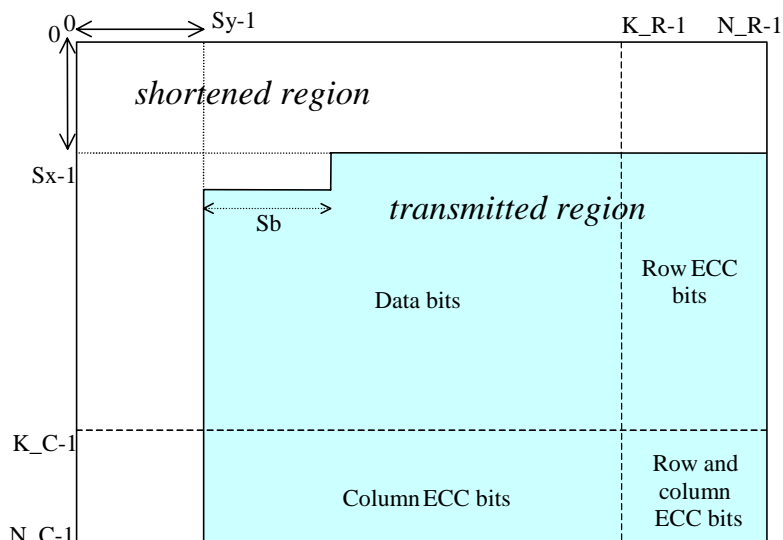 0
0
Sy-1
K_R-1
N_R-1
shortened region
Sx-1
Sb
transmitted region
Row ECC
bits
Data bits
K_C-1
Column ECC bits
Row and
column
ECC bits
N_C-1